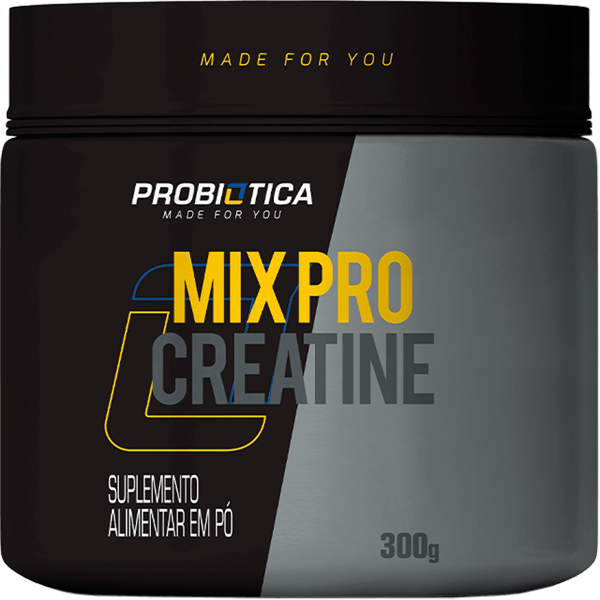 MADE FOR YOU
PROBIOTICA
MADE FOR YOU
MIX PRO
CREATINE
SUPLEMENTO
ALIMENTAR EM PÓ
300g